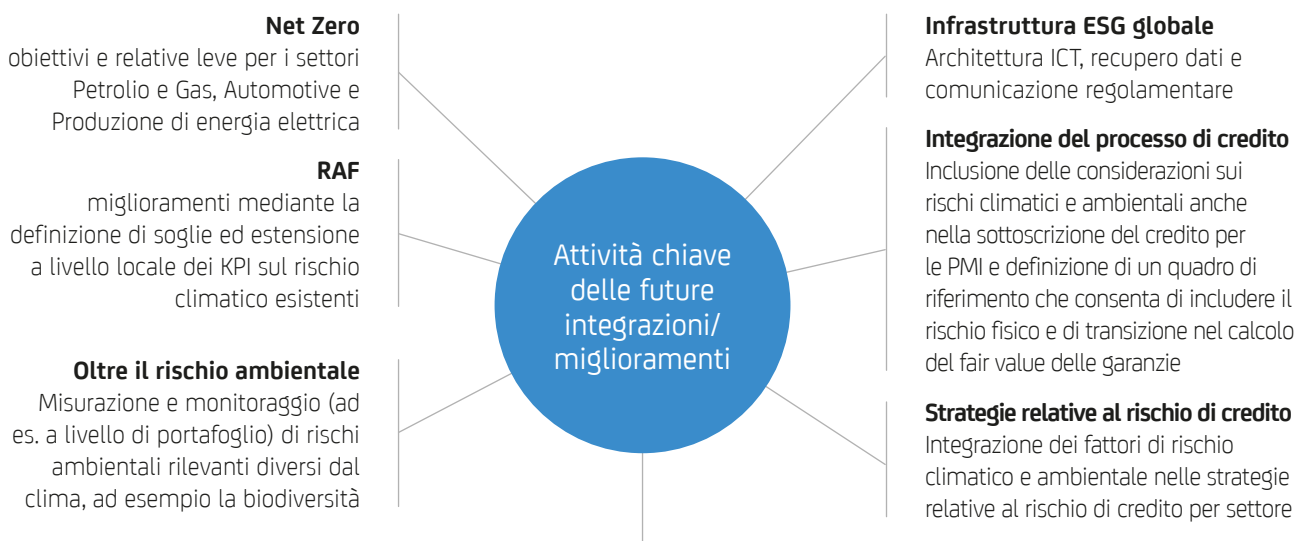 Net Zero
obiettivi e relative leve per i settori
Petrolio e Gas, Automotive e
Produzione di energia elettrica
RAF
miglioramenti mediante la
definizione di soglie ed estensione
a livello locale dei KPI sul rischio
climatico esistenti
Oltre il rischio ambientale
Misurazione e monitoraggio (ad
es. a livello di portafoglio) di rischi
ambientali rilevanti diversi dal
clima, ad esempio la biodiversità
Attività chiave
delle future
integrazioni/
miglioramenti
Infrastruttura ESG globale
Architettura ICT, recupero dati e
comunicazione regolamentare
Integrazione del processo di credito
Inclusione delle considerazioni sui
rischi climatici e ambientali anche
nella sottoscrizione del credito per
le PMI e definizione di un quadro di
riferimento che consenta di includere il
rischio fisico e di transizione nel calcolo
del fair value delle garanzie
Strategie relative al rischio di credito
Integrazione dei fattori di rischio
climatico e ambientale nelle strategie
relative al rischio di credito per settore